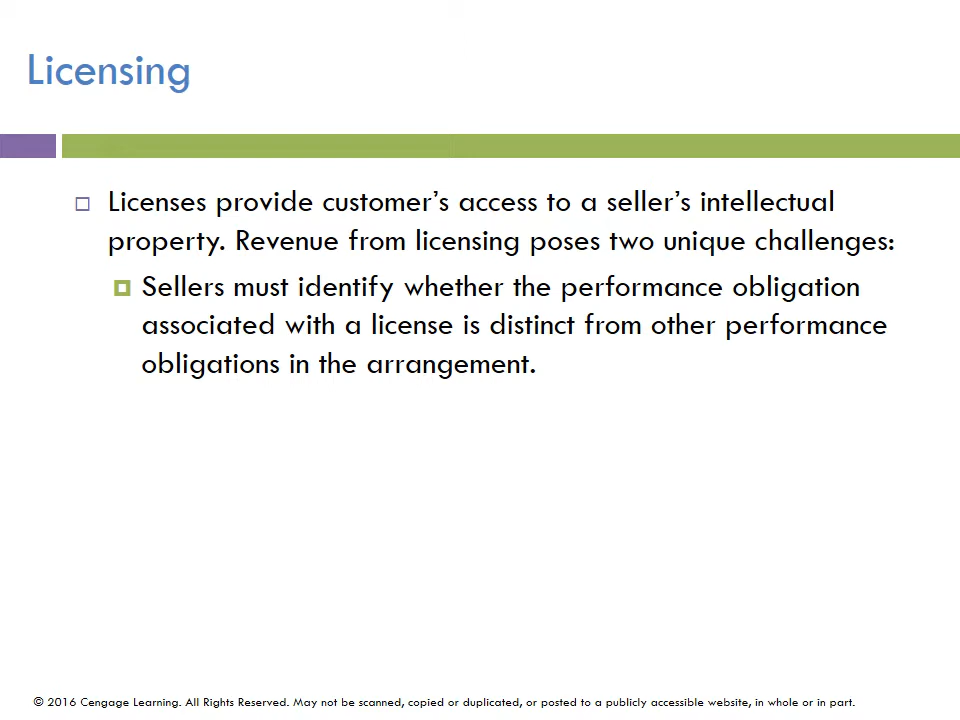 Licensing
Licenses provide customer's access to a seller's intellectual
property. Revenue from licensing poses two unique challenges:
Sellers must identify whether the performance obligation
associated with a license is distinct from other performance
obligations in the arrangement.
© 2016 Cengage Learning. All Rights Reserved. May not be scanned, copied or duplicated, or posted to a publicly accessible website, in whole or in part.